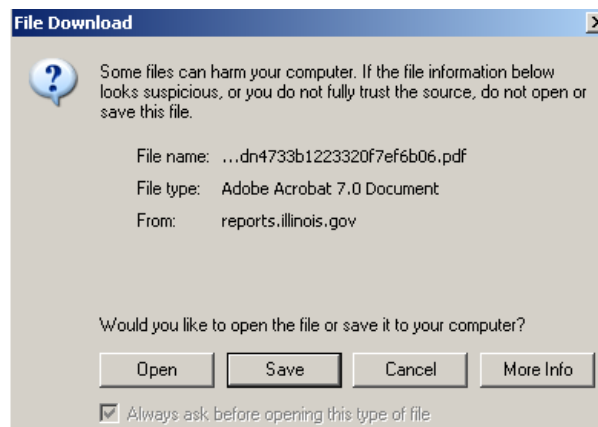 File Download
Some files can harm your computer. If the file information below
looks suspicious, or you do not fully trust the source, do not open or
save this file.
File name: ...dn4733b1223320f7ef6b06.pdf
File type: Adobe Acrobat 7.0 Document
From: reports.illinois.gov
Would you like to open the file or save it to your computer?
Open Save Cancel More Info
Always ask before opening this type of file